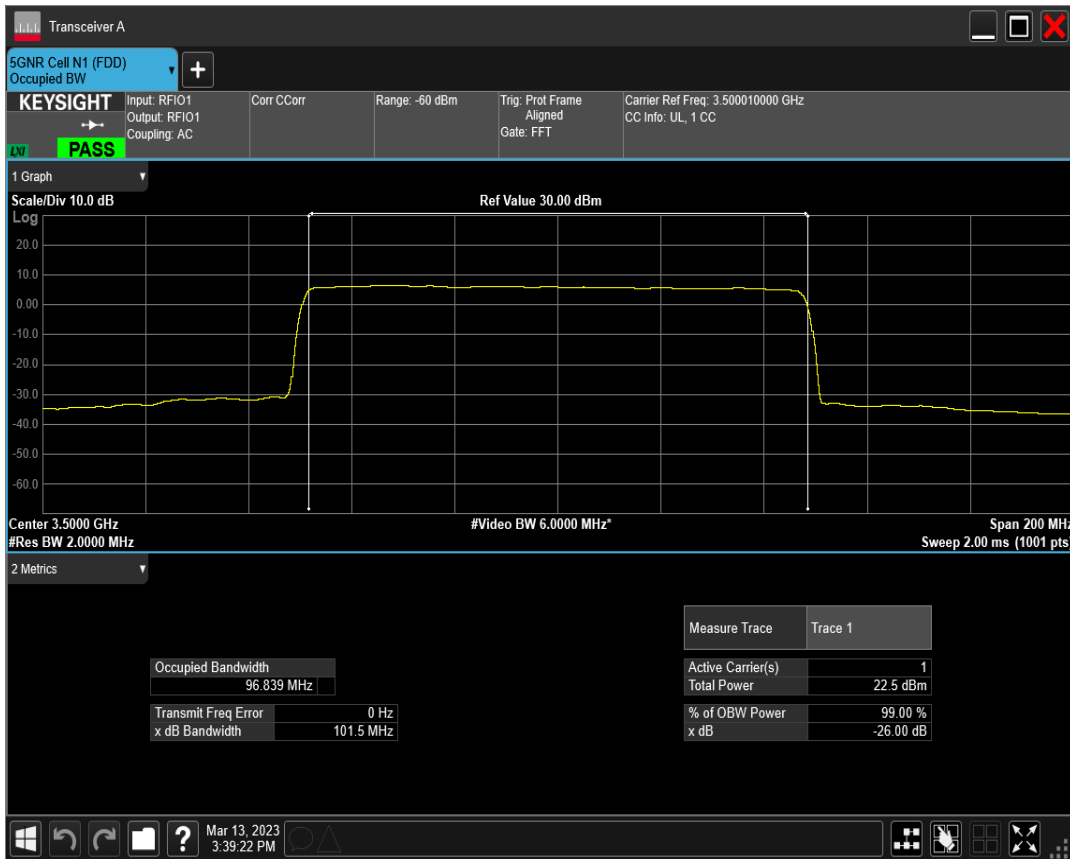 Transceiver A
5GNR Cell N1 (FDD)
Occupied BW
KEYSIGHT
LXI
PASS
Input: RFIO1
Output: RFIO1
Coupling: AC
Corr CCorr
Range: -60 dBm
Trig: Prot Frame
Aligned
Gate: FFT
Carrier Ref Freq: 3.500010000 GHz
CC Info: UL, 1 CC
1 Graph
Scale/Div 10.0 dB
Ref Value 30.00 dBm
Log
20.0
10.0
0.00
-10.0
-20.0
-30.0
-40.0
-50.0
-60.0
Center 3.5000 GHz
#Video BW 6.0000 MHz*
Span 200 MHz
#Res BW 2.0000 MHz
Sweep 2.00 ms (1001 pts)
2 Metrics
Measure Trace Trace 1
Occupied Bandwidth
96.839 MHz
Active Carrier(s) 1
Total Power 22.5 dBm
Transmit Freq Error 0 Hz
x dB Bandwidth 101.5 MHz
% of OBW Power 99.00 %
x dB -26.00 dB
Mar 13, 2023
3:39:22 PM